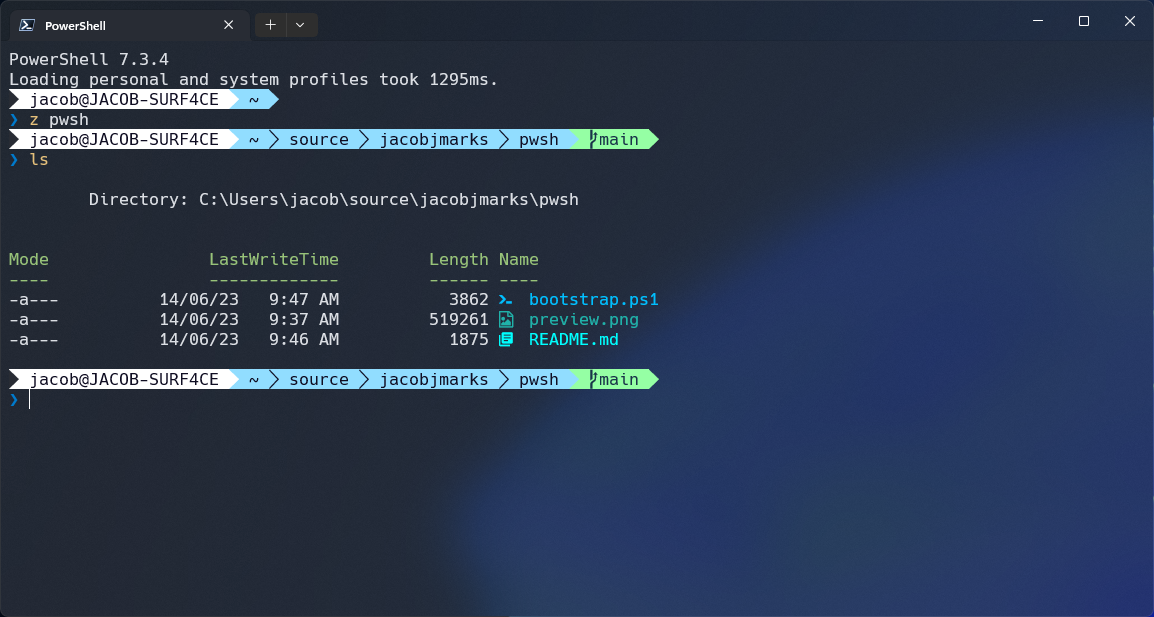 PowerShell
PowerShell 7.3.4
Loading personal and system profiles took 1295ms.
jacob@JACOB-SURF4CE ~
❯ z pwsh
jacob@JACOB-SURF4CE ~ source jacobjmarks pwsh main
❯ ls
Directory: C:\Users\jacob\source\jacobjmarks\pwsh
Mode LastWriteTime Length Name
---- ------------- ------ ----
-a--- 14/06/23 9:47 AM 3862 bootstrap.ps1
-a--- 14/06/23 9:37 AM 519261 preview.png
-a--- 14/06/23 9:46 AM 1875 README.md
jacob@JACOB-SURF4CE ~ source jacobjmarks pwsh main
❯